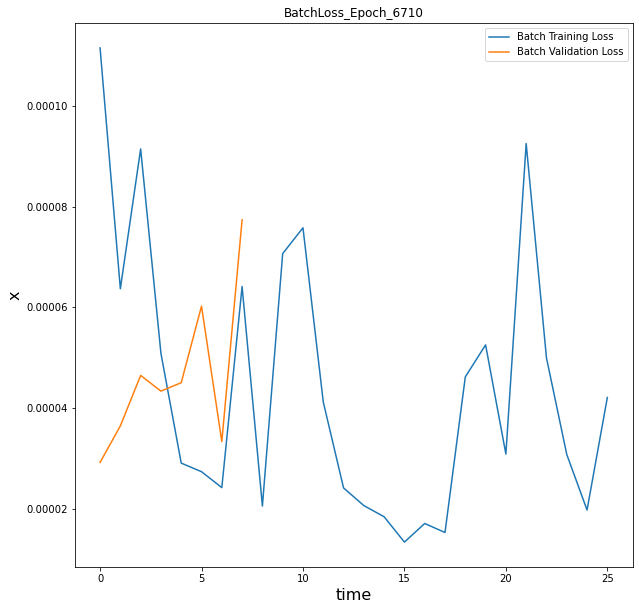 BatchLoss_Epoch_6710
Batch Training Loss
Batch Validation Loss
0.00010
0.00008
0.00006
0.00004
0.00002
x
0 5 10 15 20 25
time